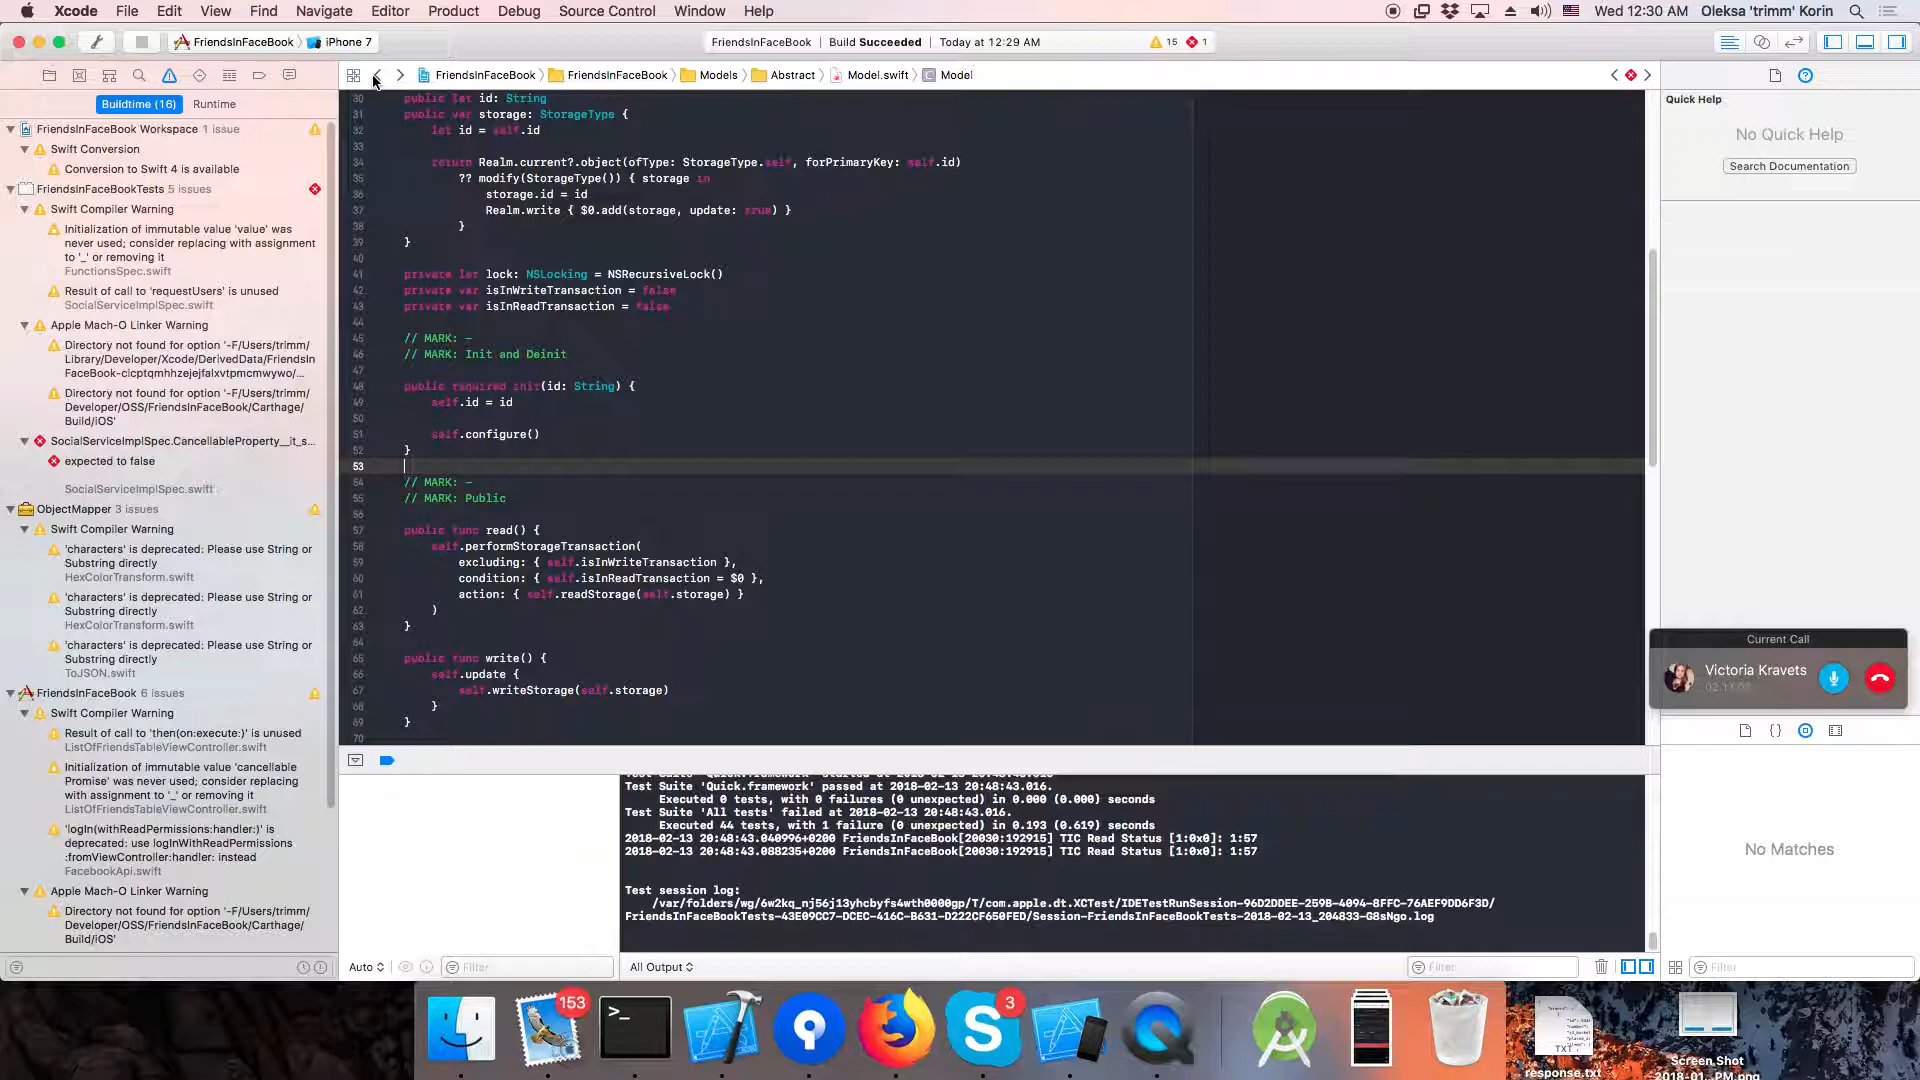 Xcode File Edit View Find Navigate Editor Product Debug Source Control Window Help
Wed 12:30 AM Oleksa 'trimm' Korin
FriendsInFaceBook iPhone 7
FriendsInFaceBook Build Succeeded Today at 12:29 AM 15 1
FriendsInFaceBook FriendsInFaceBook Models Abstract Model.swift Model
Buildtime (16) Runtime
FriendsInFaceBook Workspace 1 issue
Swift Conversion
Conversion to Swift 4 is available
FriendsInFaceBookTests 5 issues
Swift Compiler Warning
Initialization of immutable value 'value' was
never used; consider replacing with assignment
to '_' or removing it
FunctionsSpec.swift
Result of call to 'requestUsers' is unused
SocialServiceImplSpec.swift
Apple Mach-O Linker Warning
Directory not found for option '-F/Users/trimm/
Library/Developer/Xcode/DerivedData/FriendsIn
Directory not found for option '-F/Users/trimm/
Developer/OSS/FriendsInFaceBook/Carthage/
Build/iOS'
SocialServiceImplSpec.CancellableProperty__it_s...
expected to false
SocialServiceImplSpec.swift
ObjectMapper 3 issues
Swift Compiler Warning
'characters' is deprecated: Please use String or
Substring directly
HexColorTransform.swift
'characters' is deprecated: Please use String or
Substring directly
HexColorTransform.swift
'characters' is deprecated: Please use String or
Substring directly
ToJSON.swift
FriendsInFaceBook 6 issues
Swift Compiler Warning
Result of call to 'then(on:execute:)' is unused
ListOfFriendsTableViewController.swift
Initialization of immutable value 'cancellable
Promise' was never used; consider replacing
with assignment to '_' or removing it
ListOfFriendsTableViewController.swift
'logIn(withReadPermissions:handler:)' is
deprecated: use logInWithReadPermissions
:fromViewController:handler: instead
FacebookApi.swift
Apple Mach-O Linker Warning
Directory not found for option '-F/Users/trimm/
Developer/OSS/FriendsInFaceBook/Carthage/
Build/iOS'
30 public let id: String
31 public var storage: StorageType {
32 let id = self.id
33
34 return Realm.current?.object(ofType: StorageType.self, forPrimaryKey: self.id)
35 ?? modify(StorageType()) { storage in
36 storage.id = id
37 Realm.write { $0.add(storage, update: true) }
38 }
39 }
40
41 private let lock: NSLocking = NSRecursiveLock()
42 private var isInWriteTransaction = false
43 private var isInReadTransaction = false
44
45 // MARK: -
46 // MARK: Init and Deinit
47
48 public required init(id: String) {
49 self.id = id
50
51 self.configure()
52 }
53
54 // MARK: -
55 // MARK: Public
56
57 public func read() {
58 self.performStorageTransaction(
59 excluding: { self.isInWriteTransaction },
60 condition: { self.isInReadTransaction = $0 },
61 action: { self.readStorage(self.storage) }
62 )
63 }
64
65 public func write() {
66 self.update {
67 self.writeStorage(self.storage)
68 }
69 }
70
Test Suite 'Quick.framework' started at 2018-02-13 20:48:43.015
Test Suite 'Quick.framework' passed at 2018-02-13 20:48:43.016.
Executed 0 tests, with 0 failures (0 unexpected) in 0.000 (0.000) seconds
Test Suite 'All tests' failed at 2018-02-13 20:48:43.016.
Executed 44 tests, with 1 failure (0 unexpected) in 0.193 (0.619) seconds
2018-02-13 20:48:43.040996+0200 FriendsInFaceBook[20030:192915] TIC Read Status [1:0x0]: 1:57
2018-02-13 20:48:43.088235+0200 FriendsInFaceBook[20030:192915] TIC Read Status [1:0x0]: 1:57
Test session log:
/var/folders/wg/6w2kq_nj56j13yhcbyfs4wth0000gp/T/com.apple.dt.XCTest/IDETestRunSession-96D2DDEE-259B-4094-8FFC-76AEF9DD6F3D/
FriendsInFaceBookTests-43E09CC7-DCEC-416C-B631-D222CF650FED/Session-FriendsInFaceBookTests-2018-02-13_204833-G8sNgo.log
Auto Filter
All Output Filter
Quick Help
No Quick Help
Search Documentation
Current Call
Victoria Kravets
No Matches
Filter
153
3
TXT
response.txt
Screen Shot
2018-01...PM.png